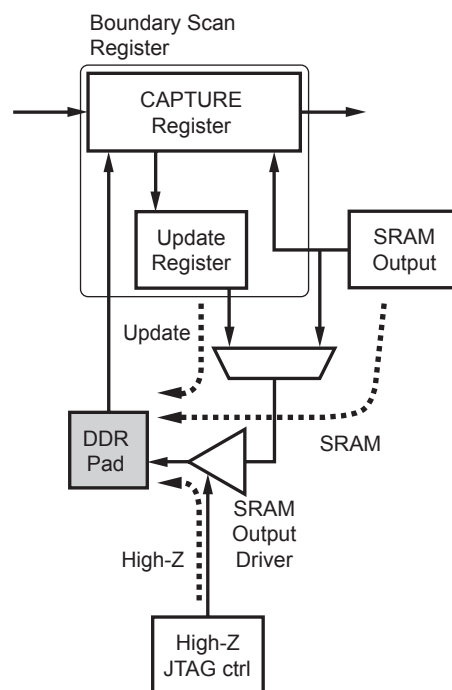 Boundary Scan
Register
CAPTURE
Register
Update
Register
SRAM
Output
Update
SRAM
DDR
Pad
SRAM
Output
Driver
High-Z
High-Z
JTAG ctrl